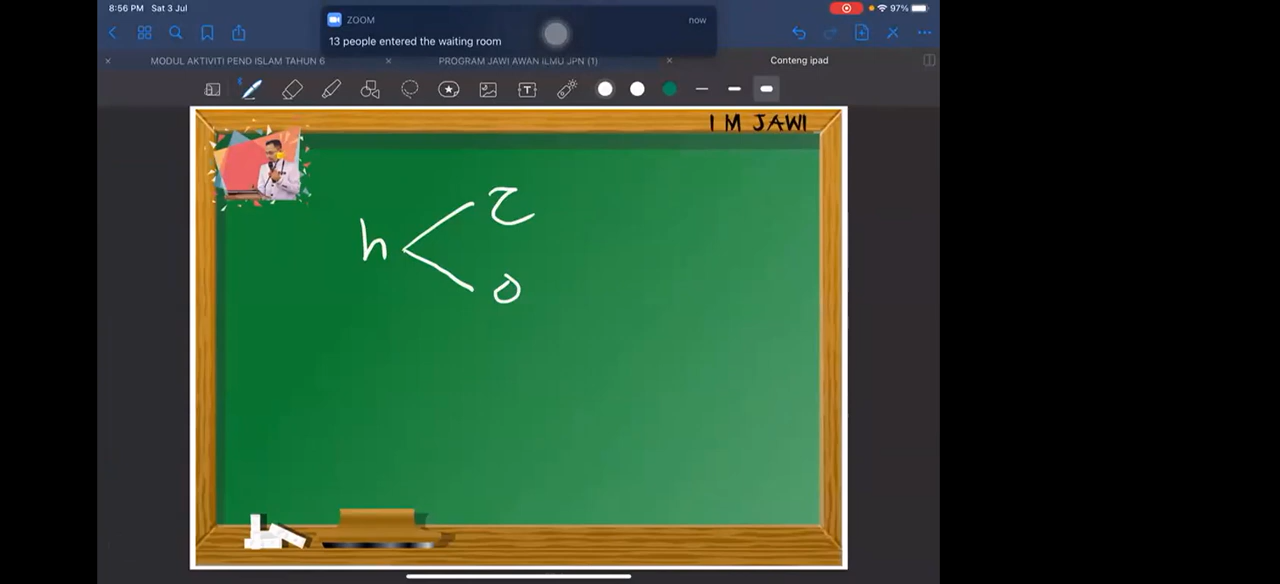 8:56 PM Sat 3 Jul
97%
ZOOM
now
13 people entered the waiting room
MODUL AKTIVITI PEND ISLAM TAHUN 6
PROGRAM JAWI AWAN ILMU JPN (1)
Conteng ipad
I M JAWI
h
ح
ه